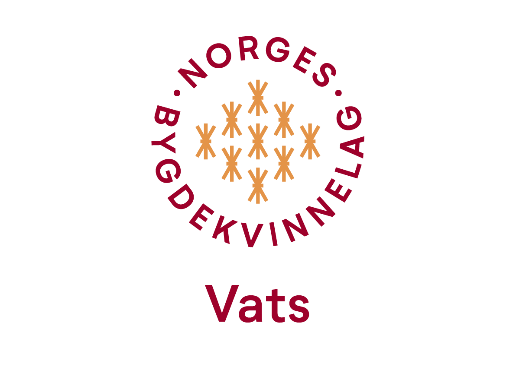 · NORGES ·
BYGDEKVINNELAG
Vats